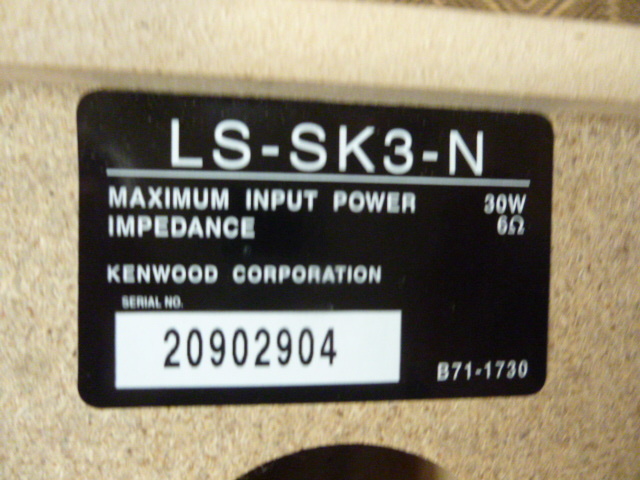 LS-SK3-N
MAXIMUM INPUT POWER 30W
IMPEDANCE 6Ω
KENWOOD CORPORATION
SERIAL NO.
20902904
B71-1730